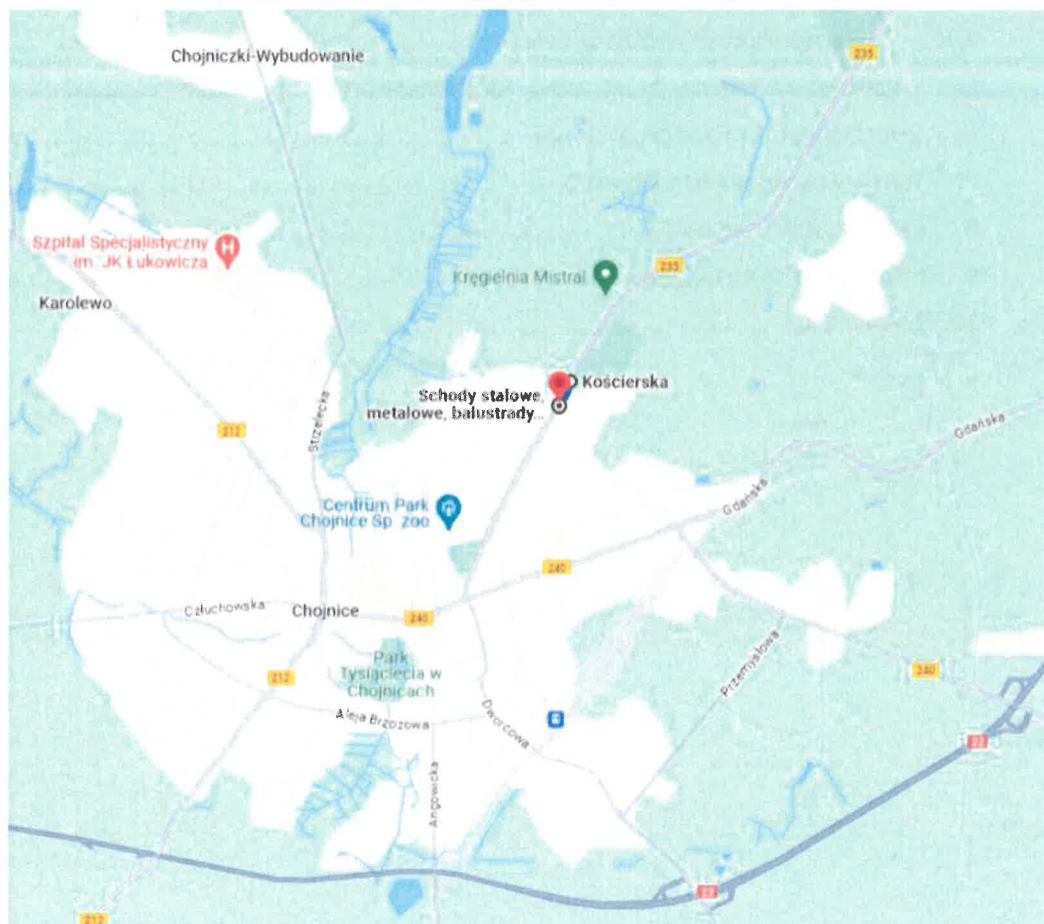 Chojniczki-Wybudowanie
235
Szpital Specjalistyczny
im. JK Łukowicza
Karolewo
Kręgielnia Mistral
235
Kościerska
Schody stalowe,
metalowe, balustrady...
212
Strzelecka
Gdańska
Gdańska
Centrum Park
Chojnice Sp. zoo
240
Człuchowska
Chojnice
240
Park
Tysiąclecia w
Chojnicach
212
Przemysłowa
240
Aleja Brzozowa
Dworcowa
22
Angowicka
22
212